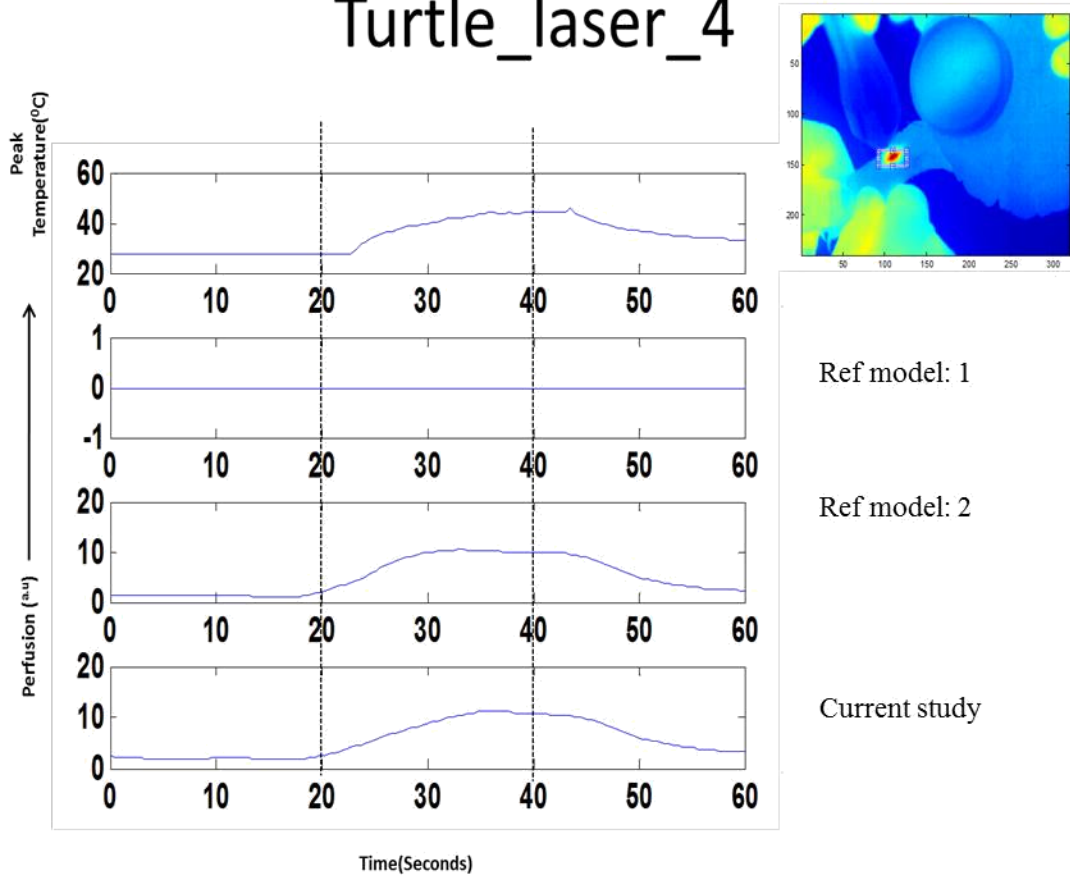 Turtle_laser_4
Peak
Temperature(⁰C)
60
40
20
0 10 20 30 40 50 60
1
0
-1
0 10 20 30 40 50 60
20
10
0
0 10 20 30 40 50 60
20
10
0
0 10 20 30 40 50 60
Perfusion (a.u)
Time(Seconds)
50
100
150
200
50 100 150 200 250 300
Ref model: 1
Ref model: 2
Current study